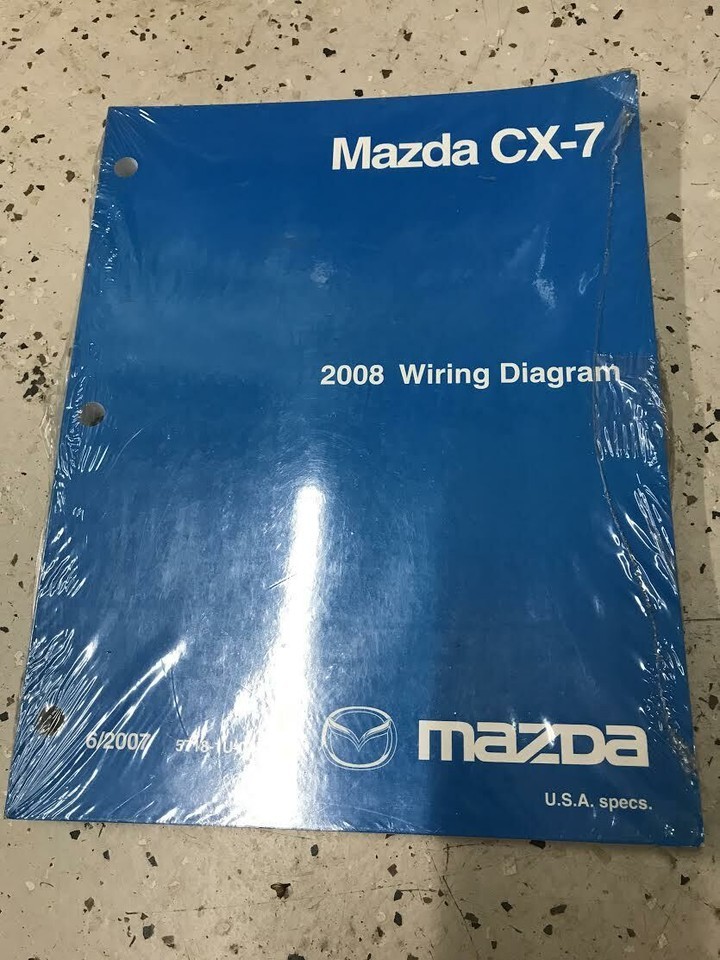 Mazda CX-7
2008 Wiring Diagram
6/2007
mazda
U.S.A. specs.